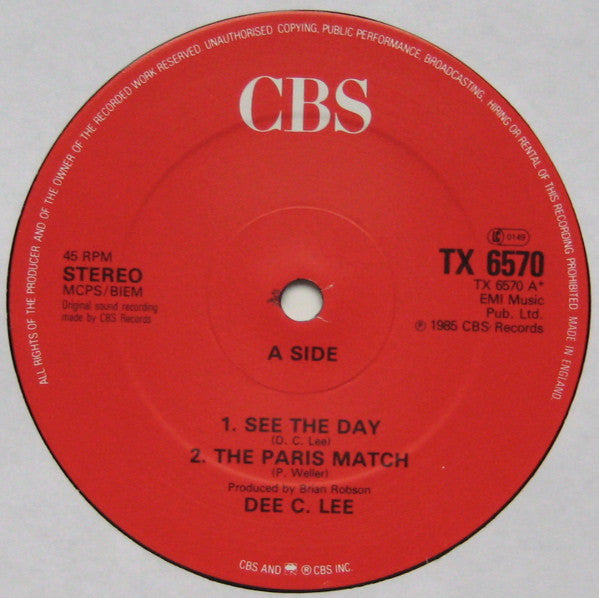 ALL RIGHTS OF THE PRODUCER AND OF THE OWNER OF THE RECORDED WORK RESERVED. UNAUTHORISED COPYING, PUBLIC PERFORMANCE, BROADCASTING, HIRING OR RENTAL OF THIS RECORDING PROHIBITED. MADE IN ENGLAND.
CBS
45 RPM
STEREO
MCPS/BIEM
Original sound recording
made by CBS Records
LC 0149
TX 6570
TX 6570 A*
EMI Music
Pub. Ltd.
℗ 1985 CBS Records
A SIDE
1. SEE THE DAY
(D. C. Lee)
2. THE PARIS MATCH
(P. Weller)
Produced by Brian Robson
DEE C. LEE
CBS AND ® CBS INC.